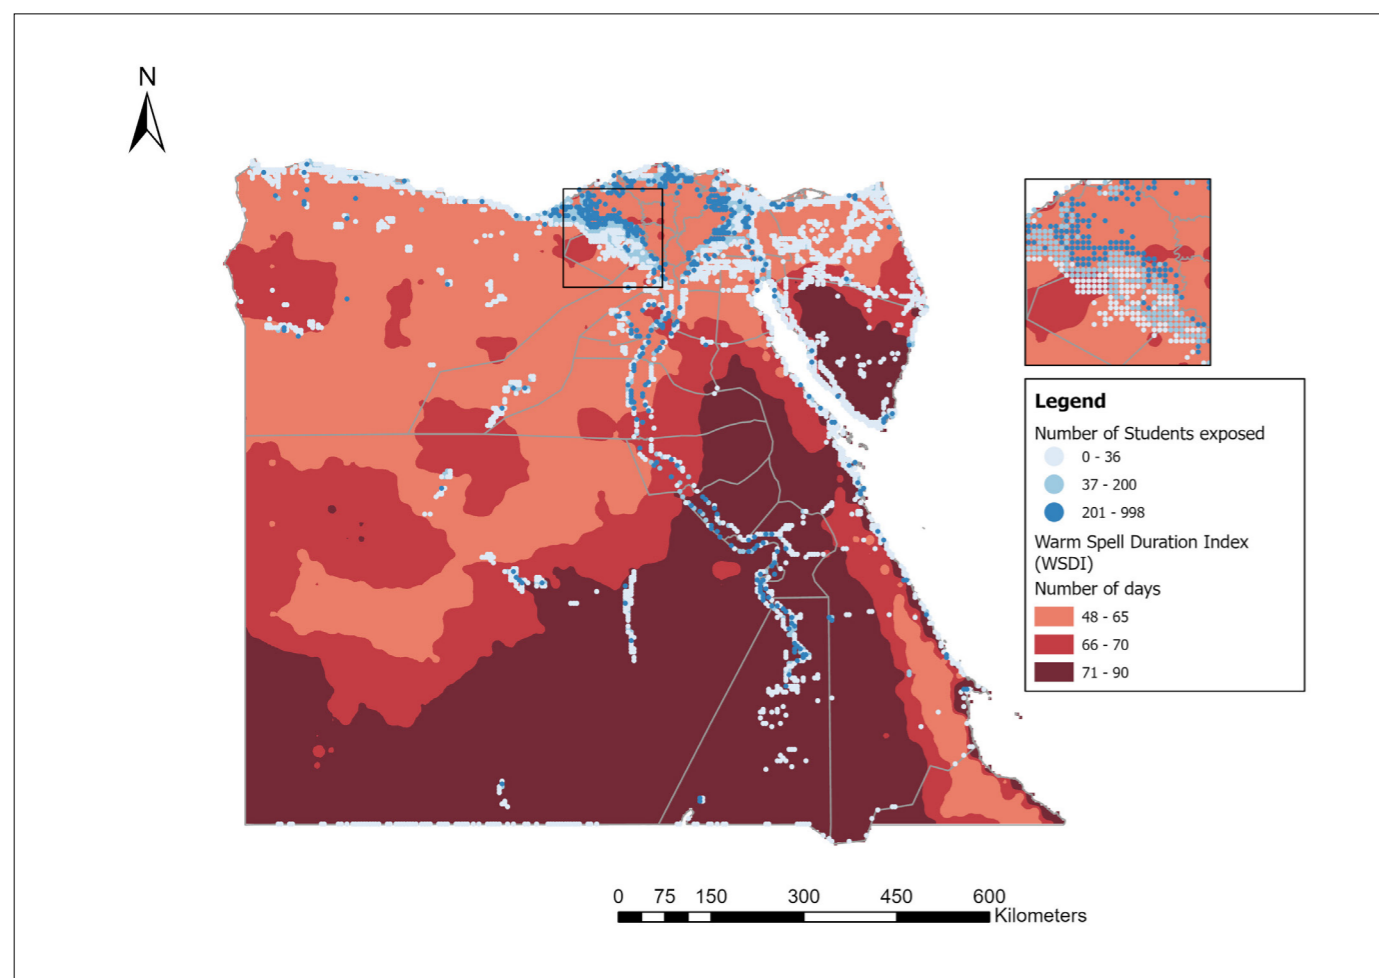 N
Legend
Number of Students exposed
0 - 36
37 - 200
201 - 998
Warm Spell Duration Index
(WSDI)
Number of days
48 - 65
66 - 70
71 - 90
0 75 150 300 450 600
Kilometers